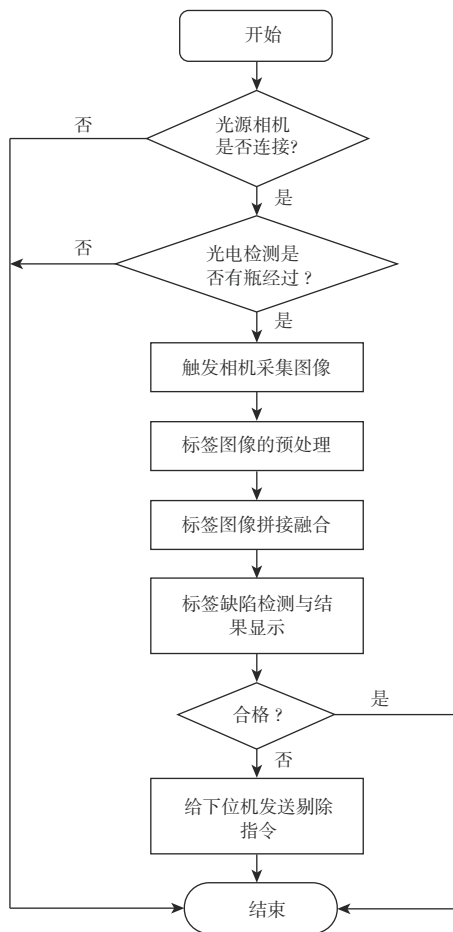 开始
光源相机
是否连接?
否
是
光电检测是
否有瓶经过?
否
是
触发相机采集图像
标签图像的预处理
标签图像拼接融合
标签缺陷检测与结
果显示
合格?
是
否
给下位机发送剔除
指令
结束